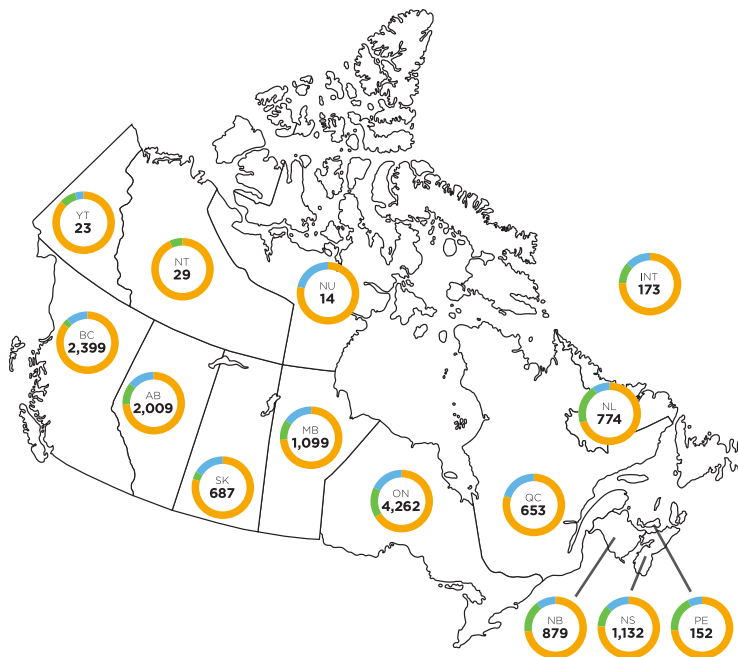 YT
23
NT
29
NU
14
INT
173
BC
2,399
AB
2,009
NL
774
MB
1,099
SK
687
ON
4,262
QC
653
NB
879
NS
1,132
PE
152